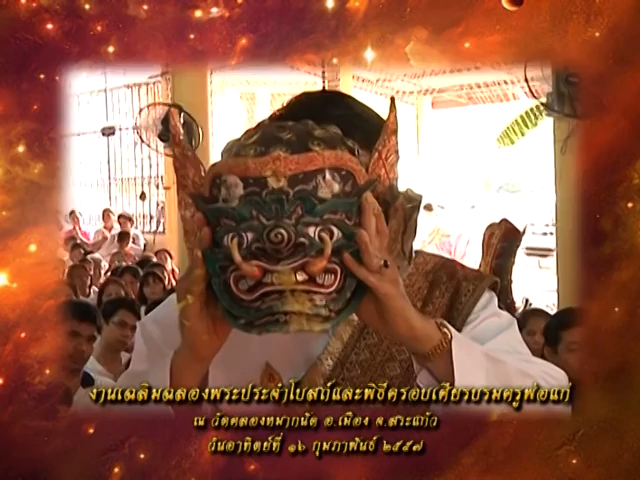 งานเฉลิมฉลองพระประจำโบสถ์และพิธีครอบเศียรบรมครูพ่อแก่
ณ วัดคลองหมากนัด อ.เมือง จ.สระแก้ว
วันอาทิตย์ที่ ๑๖ กุมภาพันธ์ ๒๕๕๗